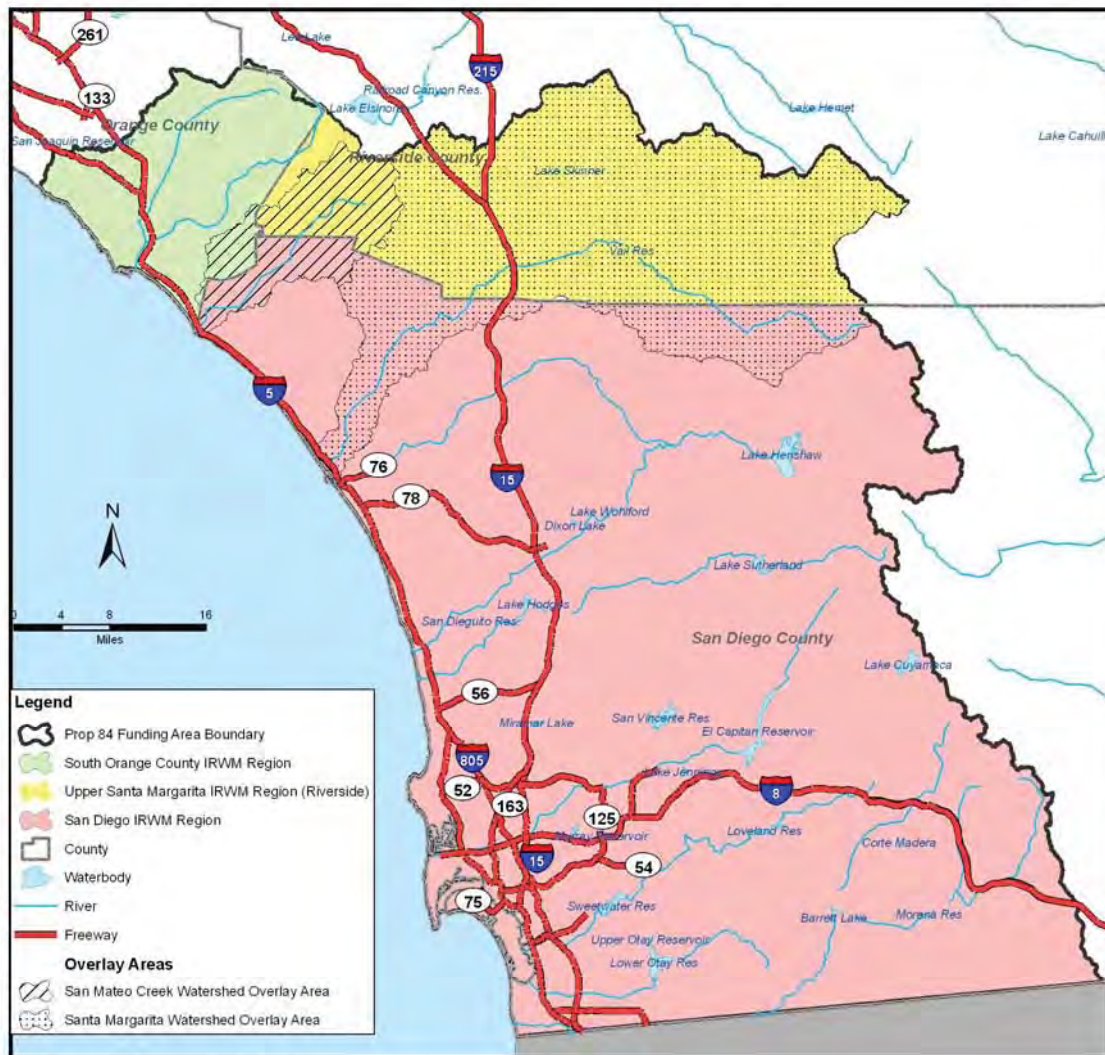 261
Lee Lake
215
133
Railroad Canyon Res.
Lake Elsinore
Lake Hemet
Orange County
San Joaquin Reservoir
Lake Cahuill
Riverside County
Lake Skinner
Vail Res
5
76
15
Lake Henshaw
78
Lake Wohlford
Dixon Lake
N
Lake Sutherland
Lake Hodges
0 4 8 16
Miles
San Dieguito Res.
San Diego County
Lake Cuyamaca
56
Miramar Lake
San Vincente Res
El Capitan Reservoir
805
52
Lake Jennings
8
163
125
Murray Reservoir
Loveland Res
15
54
Corte Madera
75
Sweetwater Res
Barrett Lake
Morena Res
Upper Otay Reservoir
Lower Otay Res
Legend
Prop 84 Funding Area Boundary
South Orange County IRWM Region
Upper Santa Margarita IRWM Region (Riverside)
San Diego IRWM Region
County
Waterbody
River
Freeway
Overlay Areas
San Mateo Creek Watershed Overlay Area
Santa Margarita Watershed Overlay Area